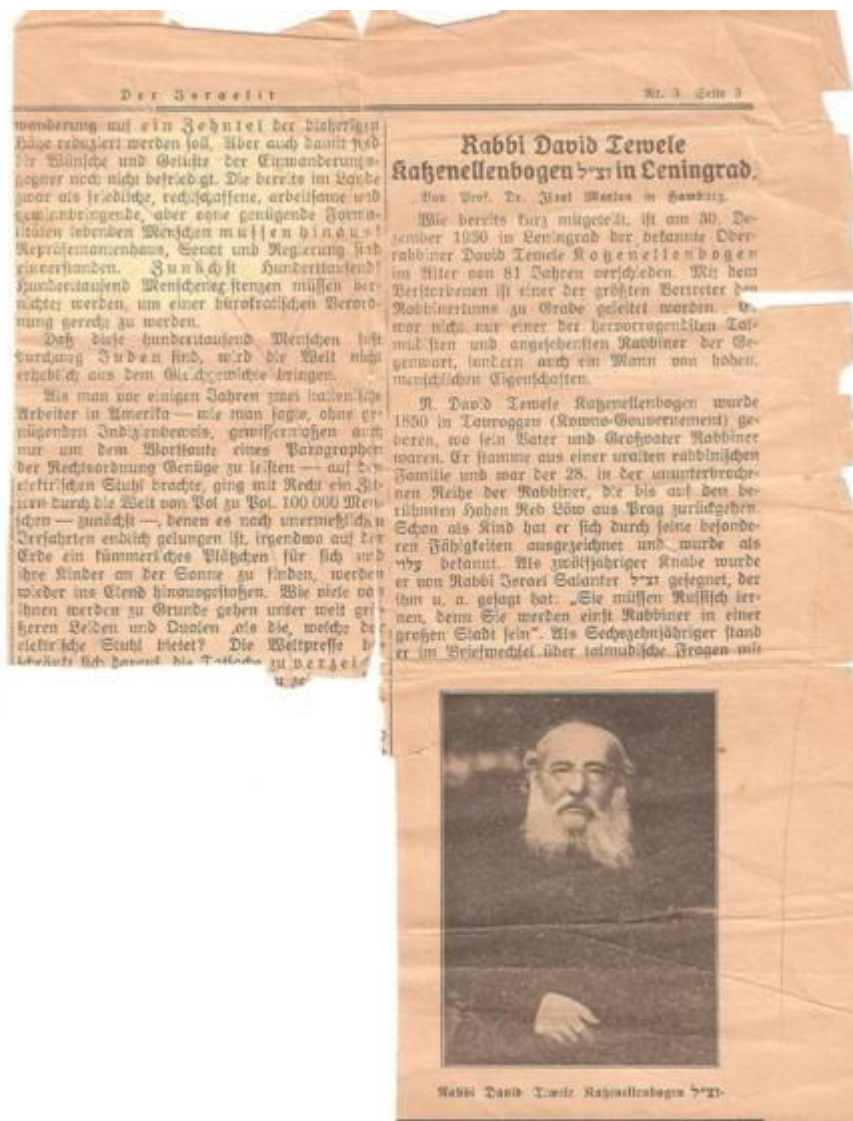 Der Israelit
Nr. 3 Seite 3
wanderung auf ein Zehntel der bisherigen
Höhe reduziert werden soll. Aber auch damit sind
die Wünsche und Gelüste der Einwanderungs-
gegner noch nicht befriedigt. Die bereits im Lande
zwar als friedliche, rechtschaffene, arbeitsame und
gewinnbringende, aber ohne genügende Forma-
litäten lebenden Menschen müssen hinaus!
Repräsentantenhaus, Senat und Regierung sind
einverstanden. Zunächst Hunderttausend!
Hunderttausend Menschenexistenzen müssen ver-
nichtet werden, um einer bürokratischen Verord-
nung gerecht zu werden.
Daß diese hunderttausend Menschen fast
durchweg Juden sind, wird die Welt nicht
erheblich aus dem Gleichgewichte bringen.
Als man vor einigen Jahren zwei italienische
Arbeiter in Amerika — wie man sagte, ohne ge-
nügenden Indizienbeweis, gewissermaßen auch
nur um dem Wortlaute eines Paragraphen
der Rechtsordnung Genüge zu leisten — auf den
elektrischen Stuhl brachte, ging mit Recht ein Zit-
tern durch die Welt von Pol zu Pol. 100 000 Men-
schen — zunächst —, denen es nach unermeßlichen
Irrfahrten endlich gelungen ist, irgendwo auf der
Erde ein kümmerliches Plätzchen für sich und
ihre Kinder an der Sonne zu finden, werden
wieder ins Elend hinausgestoßen. Wie viele von
ihnen werden zu Grunde gehen unter weit grö-
ßeren Leiden und Qualen als die, welche der
elektrische Stuhl bietet? Die Weltpresse be-
schränkt sich darauf, die Tatsache zu verzei-
Rabbi David Tewele
Katzenellenbogen זצ״ל in Leningrad.
Von Prof. Dr. Isaı Markon in Hamburg.
Wie bereits kurz mitgeteilt, ist am 30. De-
zember 1930 in Leningrad der bekannte Ober-
rabbiner David Tewele Katzenellenbogen
im Alter von 81 Jahren verschieden. Mit dem
Verstorbenen ist einer der größten Vertreter des
Rabbinertums zu Grabe geleitet worden. Er
war nicht nur einer der hervorragendsten Tal-
mudisten und angesehensten Rabbiner der Ge-
genwart, sondern auch ein Mann von hohen,
menschlichen Eigenschaften.
R. David Tewele Katzenellenbogen wurde
1850 in Tauroggen (Kowno-Gouvernement) ge-
boren, wo sein Vater und Großvater Rabbiner
waren. Er stamme aus einer uralten rabbinischen
Familie und war der 28. in der ununterbroche-
nen Reihe der Rabbiner, die bis auf den be-
rühmten Hohen Reb Löw aus Prag zurückgehen.
Schon als Kind hat er sich durch seine besonde-
ren Fähigkeiten ausgezeichnet und wurde als
עלוי bekannt. Als zwölfjähriger Knabe wurde
er von Rabbi Israel Salanter זצ״ל gesegnet, der
ihm u. a. gesagt hat: „Sie müssen Russisch ler-
nen, denn Sie werden einst Rabbiner in einer
großen Stadt sein“. Als Sechzehnjähriger stand
er im Briefwechsel über talmudische Fragen mit
Rabbi David Tewele Katzenellenbogen זצ״ל